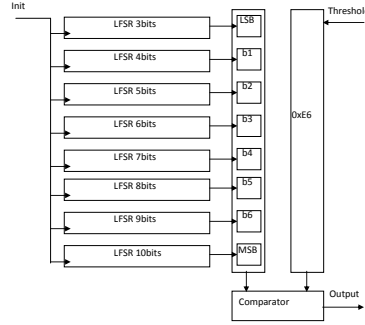 Init
Threshol
LFSR 3bits
LSB
LFSR 4bits
b1
LFSR 5bits
b2
LFSR 6bits
b3
0xE6
LFSR 7bits
b4
LFSR 8bits
b5
LFSR 9bits
b6
LFSR 10bits
MSB
Comparator
Output